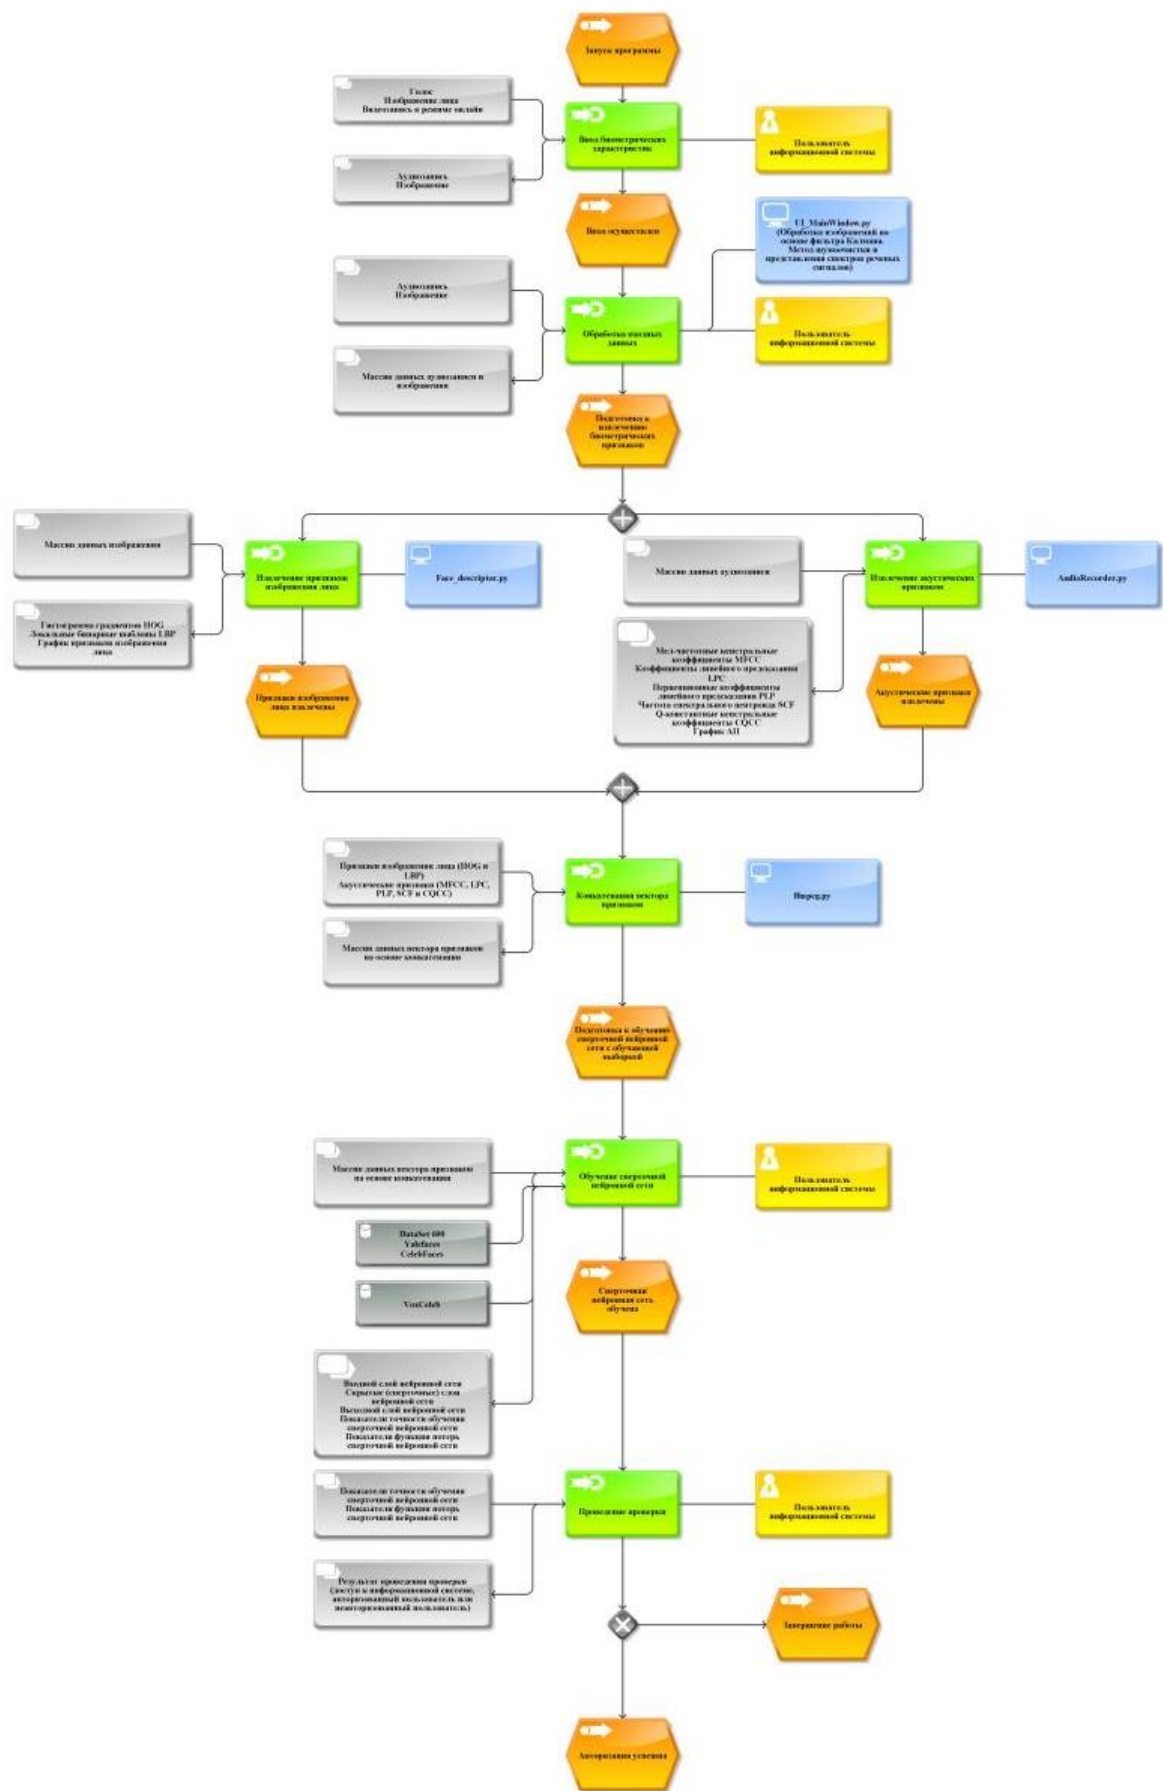 Запуск программы
Голос
Изображение лица
Видеозапись в режиме онлайн
Ввод биометрических
характеристик
Пользователь
информационной системы
Аудиозапись
Изображение
Ввод осуществлен
UI_MainWindow.py
(Обработка изображений на
основе фильтра Калмана.
Метод шумоочистки и
представления спектров речевых
сигналов)
Аудиозапись
Изображение
Обработка входных
данных
Пользователь
информационной системы
Массив данных аудиозаписи и
изображения
Подготовка к
извлечению
биометрических
признаков
Массив данных изображения
Извлечение признаков
изображения лица
Face_descriptor.py
Массив данных аудиозаписи
Извлечение акустических
признаков
AudioRecorder.py
Гистограмма градиентов HOG
Локальные бинарные шаблоны LBP
График признаков изображения
лица
Мел-частотные кепстральные
коэффициенты MFCC
Коэффициенты линейного предсказания
LPC
Перцепционные коэффициенты
линейного предсказания PLP
Частота спектрального центроида SCF
Q-константные кепстральные
коэффициенты CQCC
График АП
Признаки изображения
лица извлечены
Акустические признаки
извлечены
Признаки изображения лица (HOG и
LBP)
Акустические признаки (MFCC, LPC,
PLP, SCF и CQCC)
Конкатенация вектора
признаков
ffmpeg.py
Массив данных вектора признаков
на основе конкатенации
Подготовка к обучению
сверточной нейронной
сети с обучающей
выборкой
Массив данных вектора признаков
на основе конкатенации
Обучение сверточной
нейронной сети
Пользователь
информационной системы
DataSet 600
Yalefaces
CelebFaces
VoxCeleb
Сверточная
нейронная сеть
обучена
Входной слой нейронной сети
Скрытые (сверточные) слои
нейронной сети
Выходной слой нейронной сети
Показатели точности обучения
сверточной нейронной сети
Показатели функции потерь
сверточной нейронной сети
Показатели точности обучения
сверточной нейронной сети
Показатели функции потерь
сверточной нейронной сети
Проведение проверки
Пользователь
информационной системы
Результат проведения проверки
(доступ к информационной системе,
авторизованный пользователь или
неавторизованный пользователь)
Завершение работы
Авторизация успешна